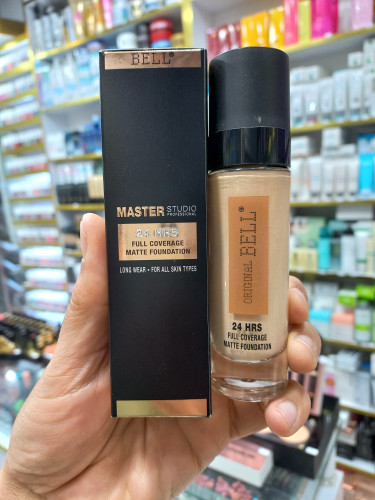 BELL®
MASTER STUDIO
PROFESSIONAL
24 HRS
FULL COVERAGE
MATTE FOUNDATION
LONG WEAR • FOR ALL SKIN TYPES
ORIGINAL BELL®
24 HRS
FULL COVERAGE
MATTE FOUNDATION